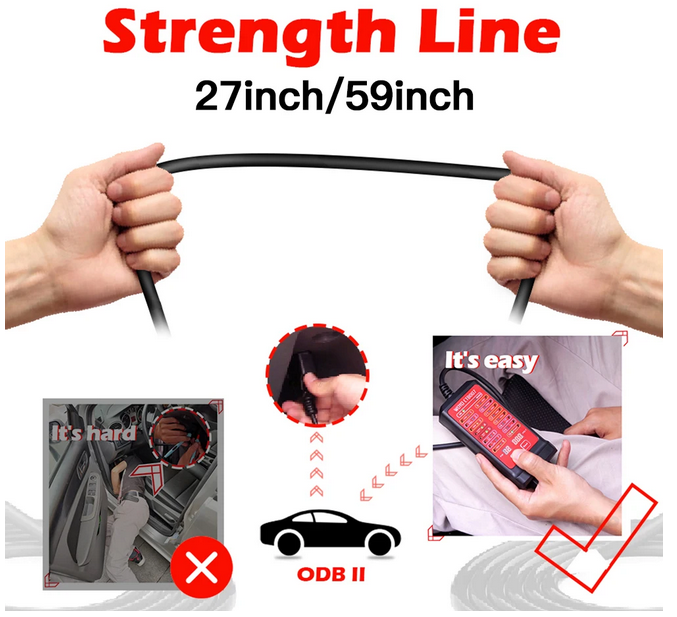 Strength Line
27inch/59inch
It's easy
It's hard
ODB II